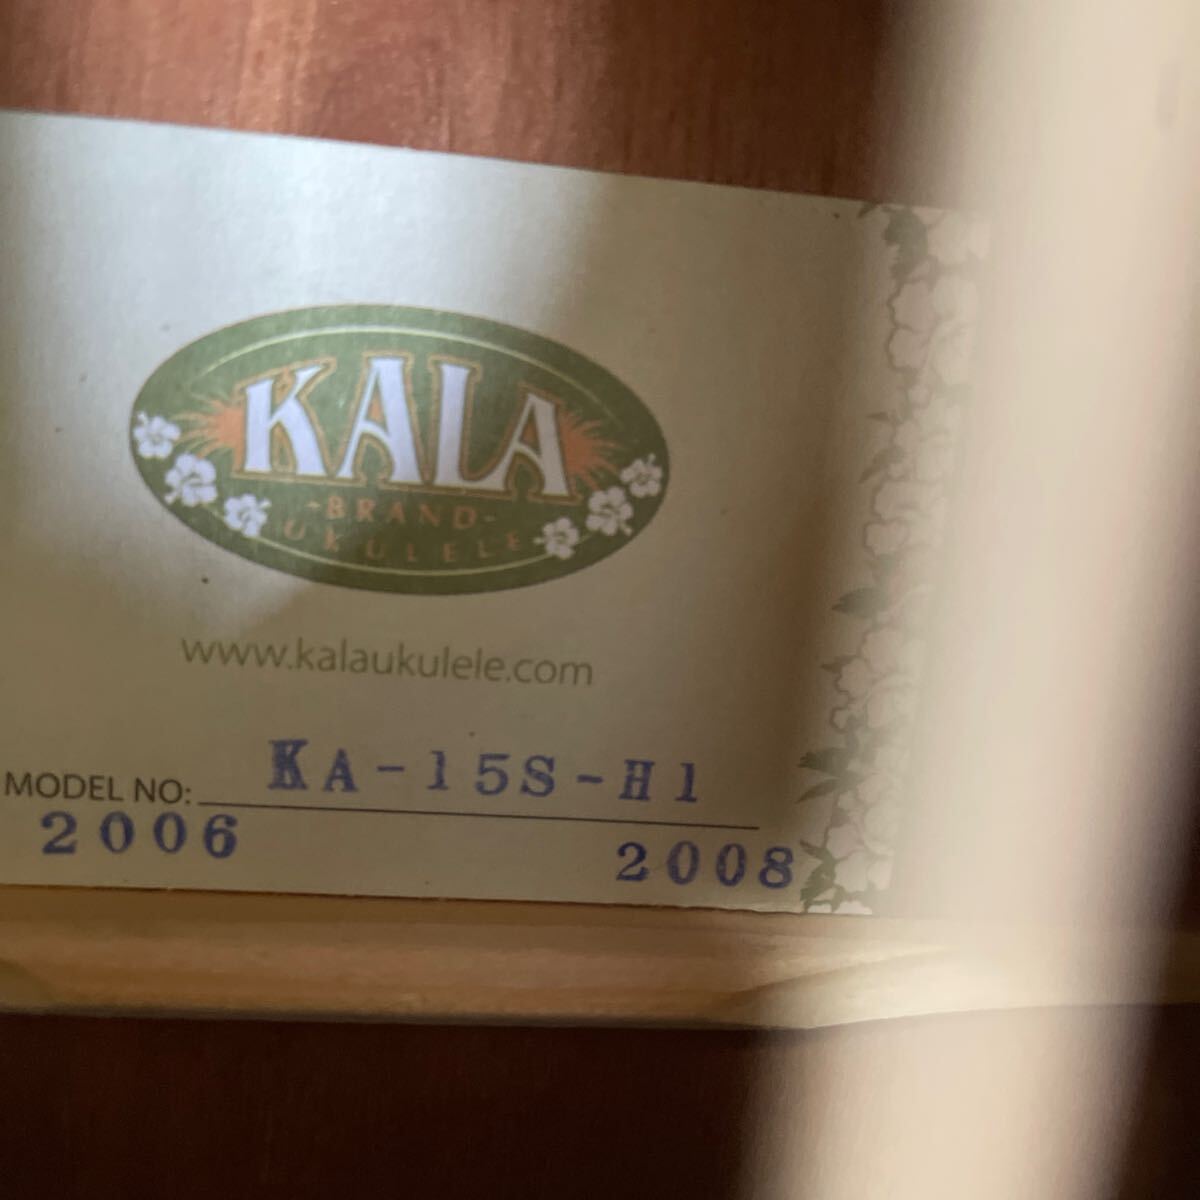 KALA
-BRAND-
UKULELE
www.kalaukulele.com
MODEL NO: KA-15S-H1
2006 2008